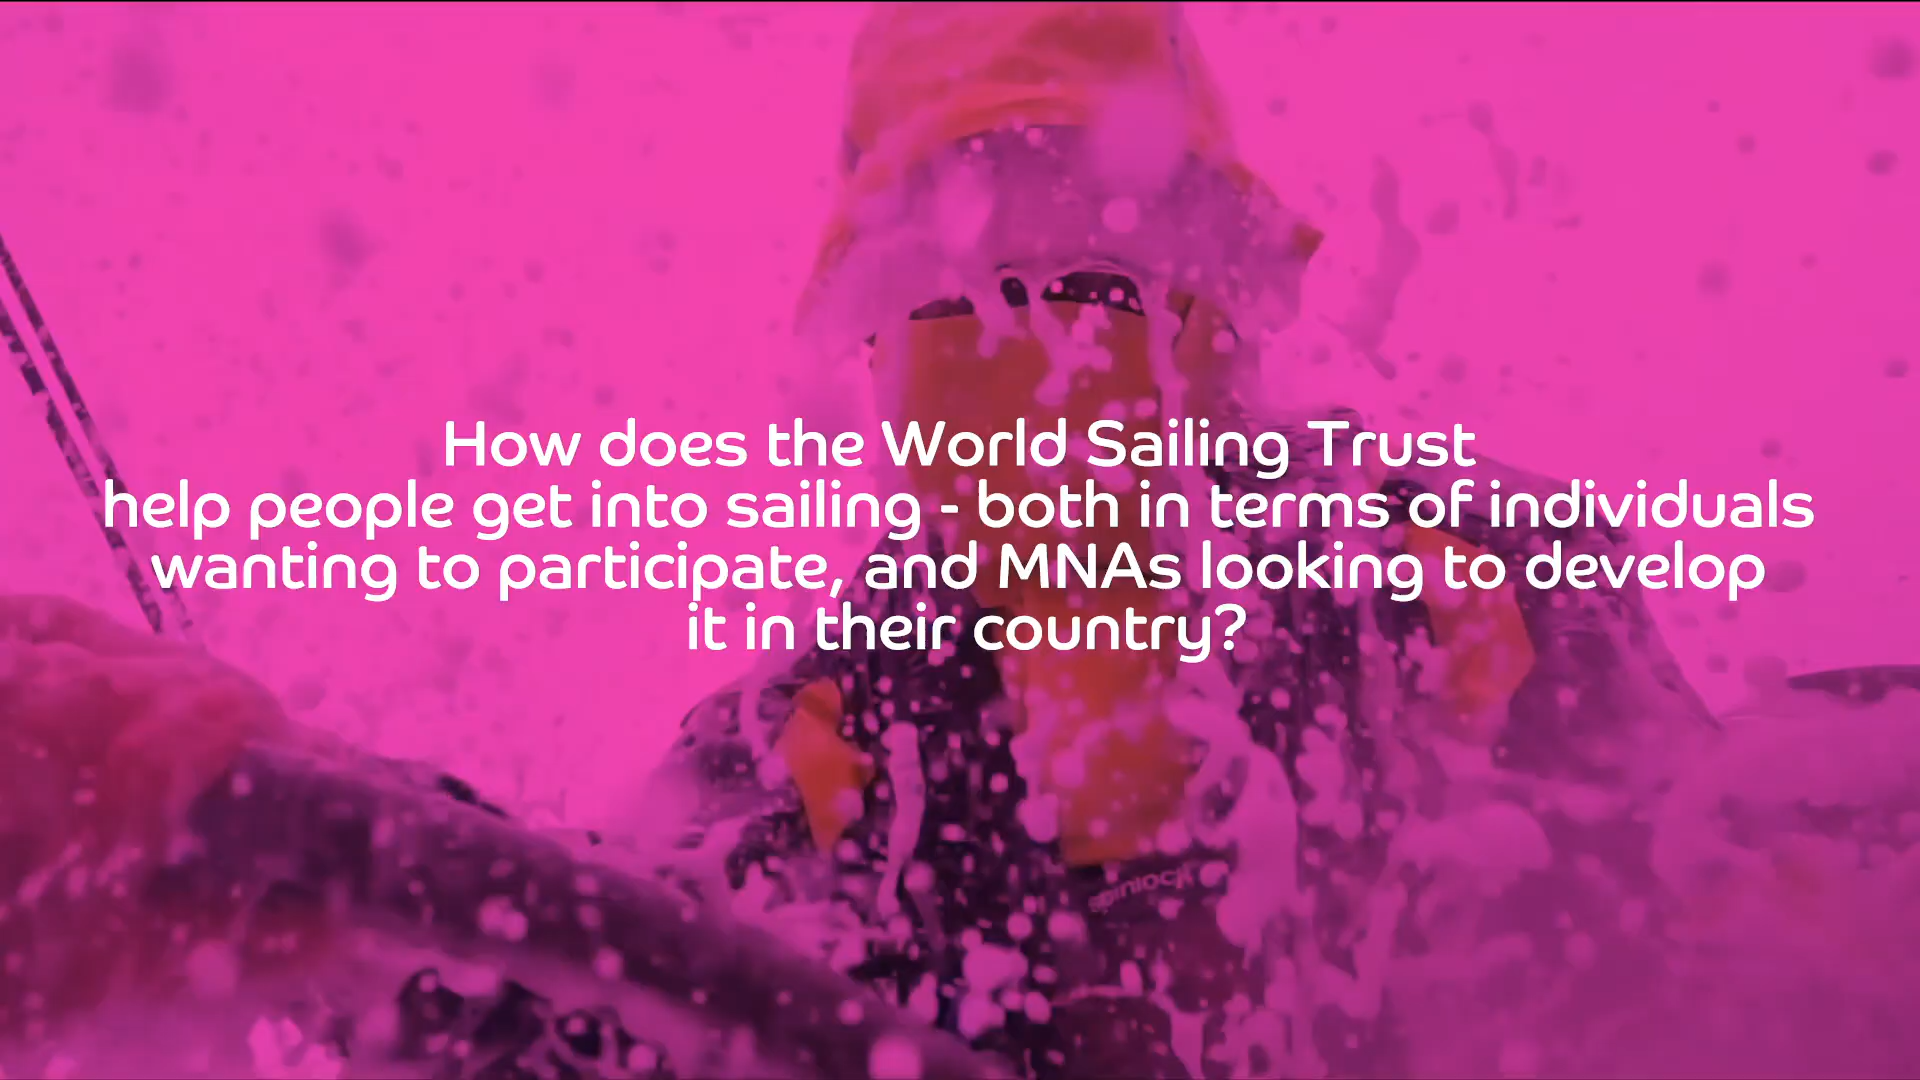 How does the World Sailing Trust
help people get into sailing - both in terms of individuals
wanting to participate, and MNAs looking to develop
it in their country?
spinlock